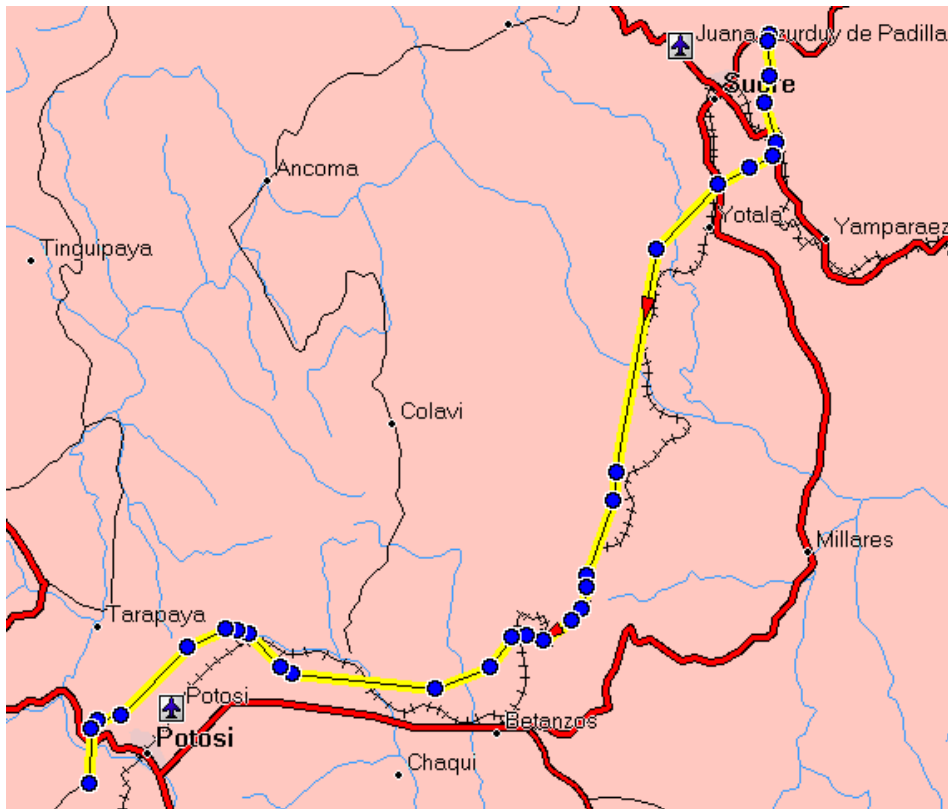 Juana Azurduy de Padilla
Sucre
Ancoma
Yotala
Yamparaez
Tinguipaya
Colavi
Millares
Tarapaya
Potosi
Betanzos
Potosi
Chaqui